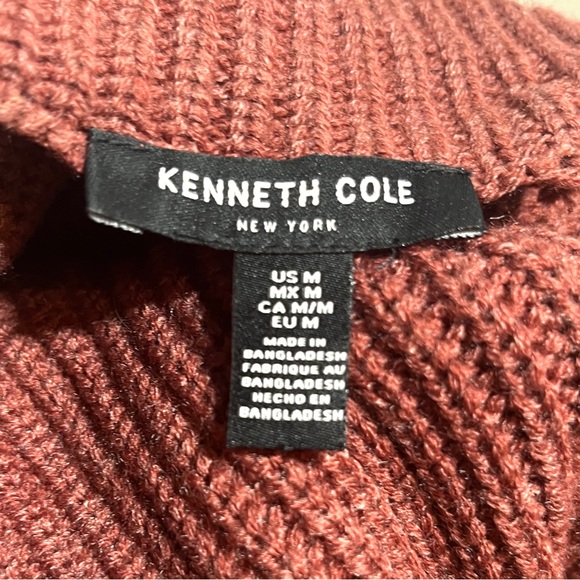 KENNETH COLE
NEW YORK
US M
MX M
CA M/M
EU M
MADE IN
BANGLADESH
FABRIQUE AU
BANGLADESH
HECHO EN
BANGLADESH